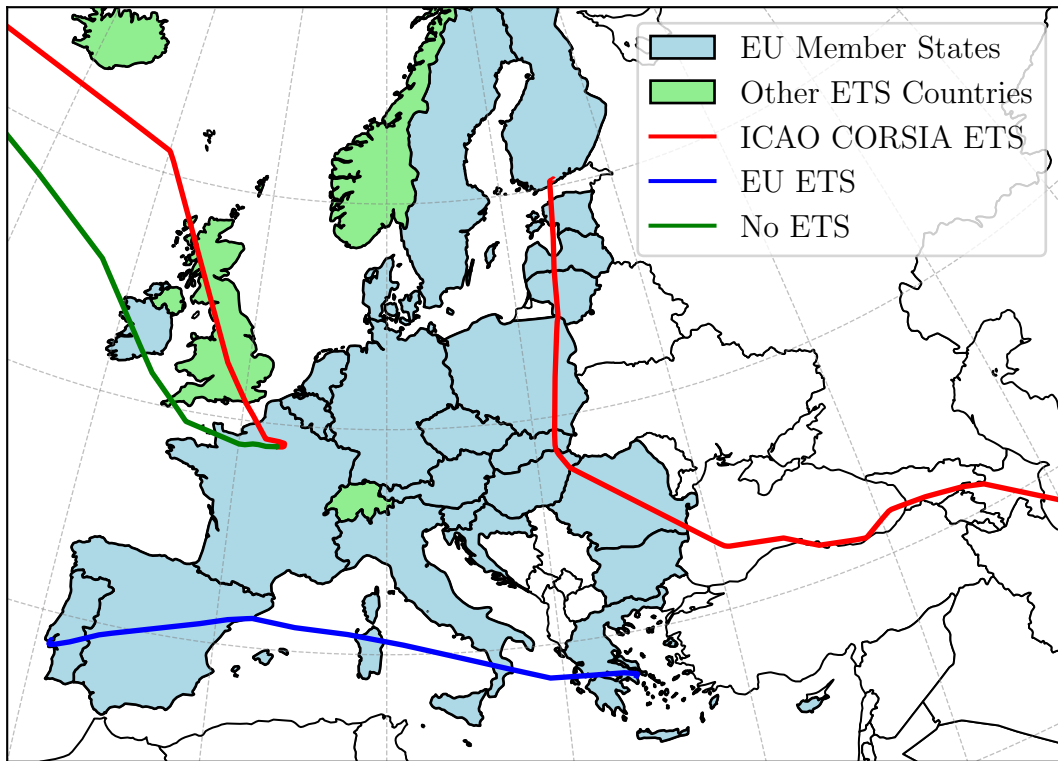 EU Member States
Other ETS Countries
ICAO CORSIA ETS
EU ETS
No ETS